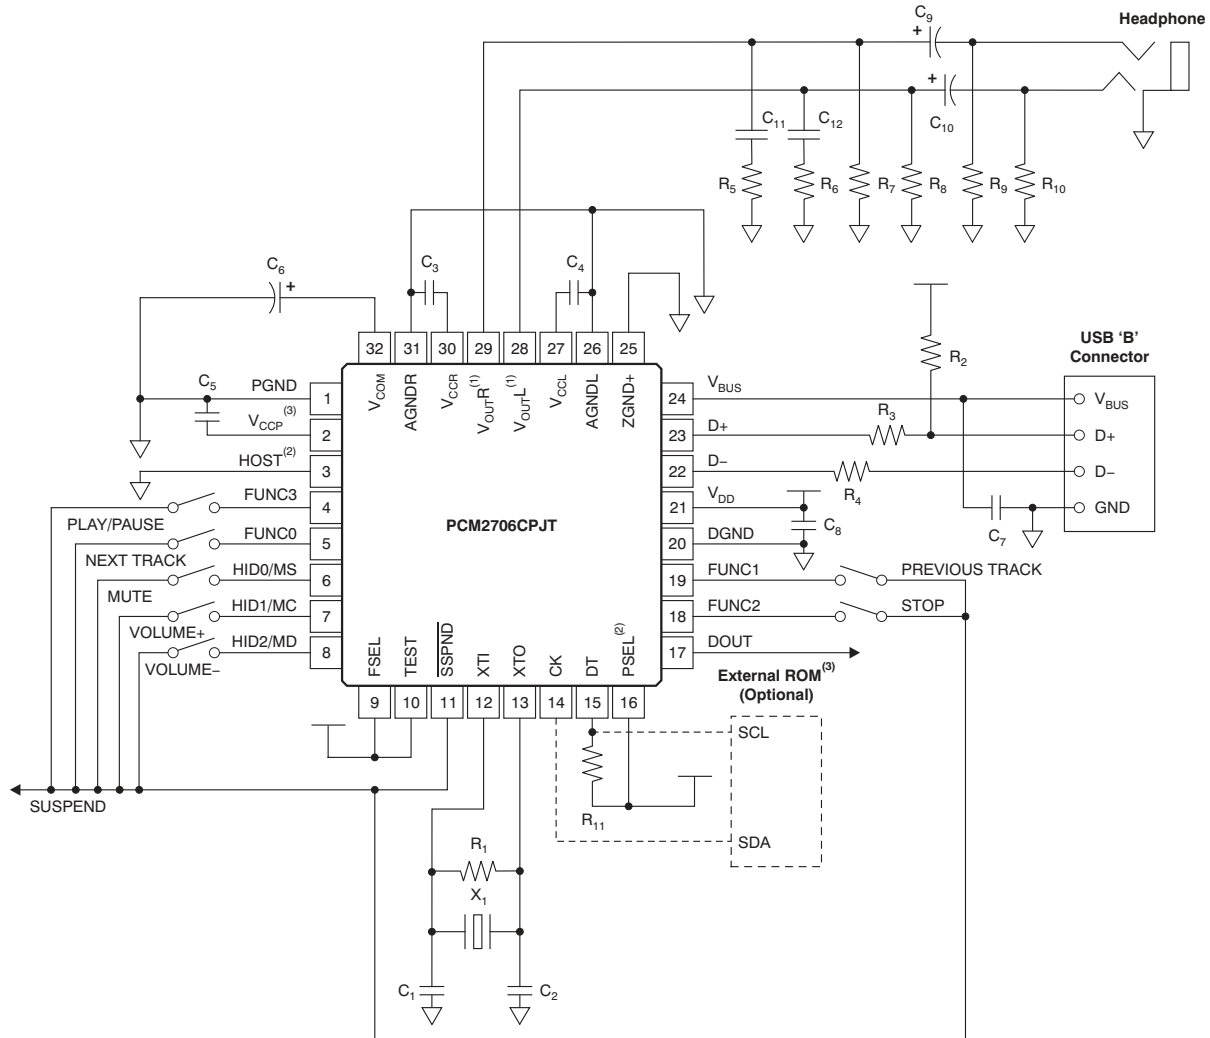 C9
Headphone
+
+
C11
C12
C10
R5
R6
R7
R8
R9
R10
C6
+
C3
C4
R2
USB ‘B’
Connector
32
31
30
29
28
27
26
25
VCOM
AGNDR
VCCR
VOUTR(1)
VOUTL(1)
VCCL
AGNDL
ZGND+
C5
PGND
1
VCCP(3)
2
HOST(2)
3
FUNC3
4
PLAY/PAUSE
FUNC0
5
NEXT TRACK
HID0/MS
6
MUTE
HID1/MC
7
VOLUME+
HID2/MD
8
VOLUME–
PCM2706CPJT
24
VBUS
VBUS
23
D+
R3
D+
22
D–
R4
D–
21
VDD
C8
C7
GND
20
DGND
19
FUNC1
PREVIOUS TRACK
18
FUNC2
STOP
17
DOUT
FSEL
TEST
SSPND
XTI
XTO
CK
DT
PSEL(2)
9
10
11
12
13
14
15
16
External ROM(3)
(Optional)
SCL
SDA
R11
SUSPEND
R1
X1
C1
C2